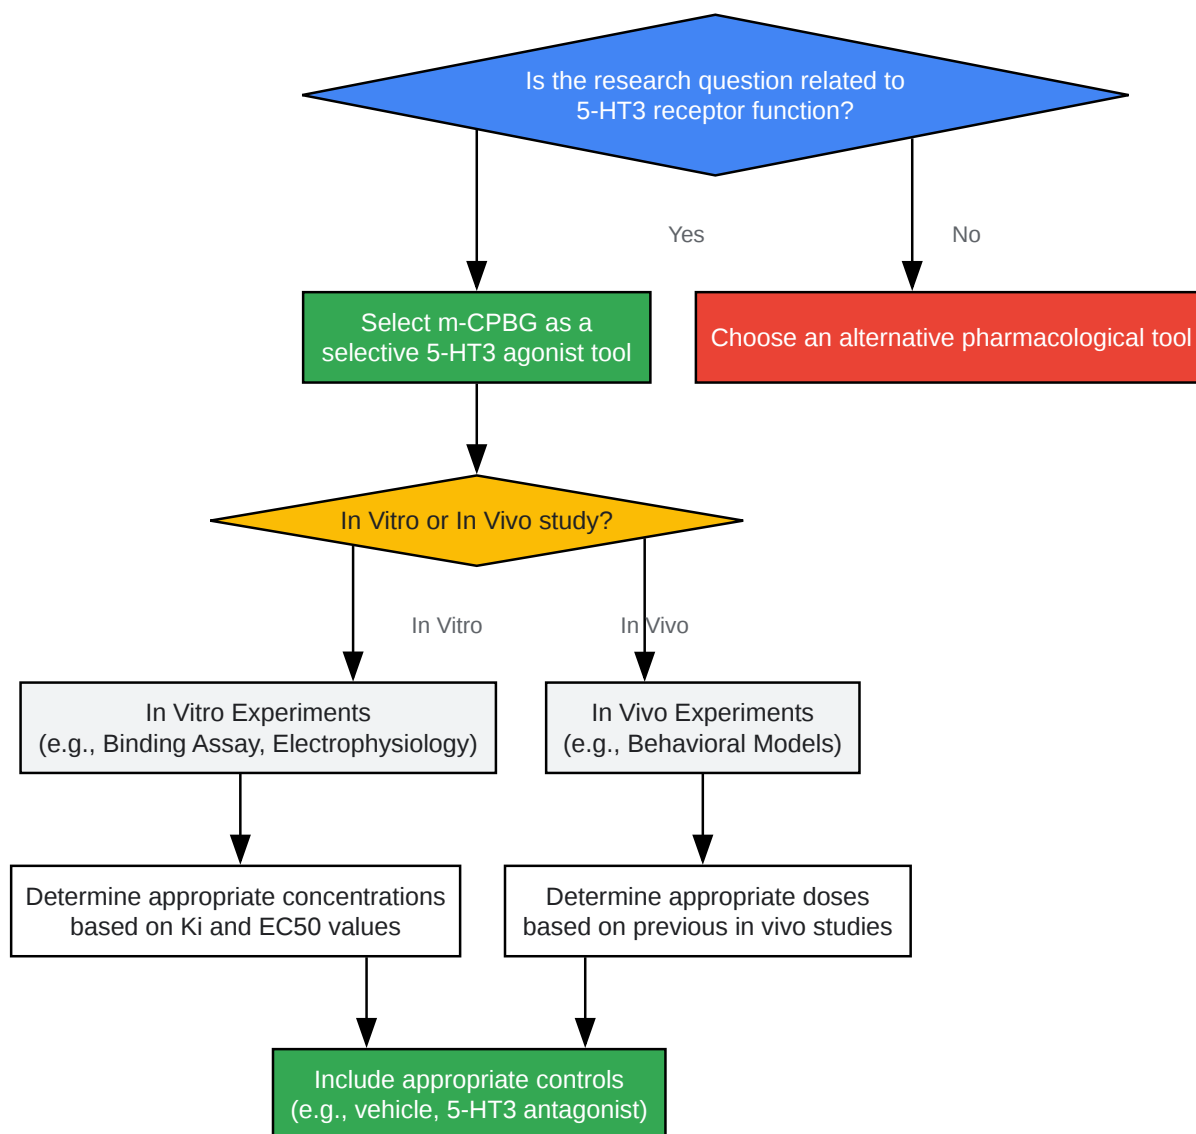 Is the research question related to
5-HT3 receptor function?
Yes
No
Select m-CPBG as a
selective 5-HT3 agonist tool
Choose an alternative pharmacological tool
In Vitro or In Vivo study?
In Vitro
In Vivo
In Vitro Experiments
(e.g., Binding Assay, Electrophysiology)
In Vivo Experiments
(e.g., Behavioral Models)
Determine appropriate concentrations
based on Ki and EC50 values
Determine appropriate doses
based on previous in vivo studies
Include appropriate controls
(e.g., vehicle, 5-HT3 antagonist)